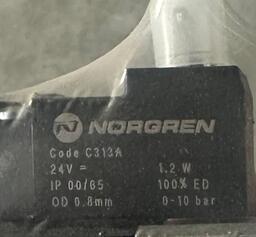 NORGREN
Code C313A
24V = 1.2 W
IP 00/65 100% ED
OD 0.8mm 0-10 bar